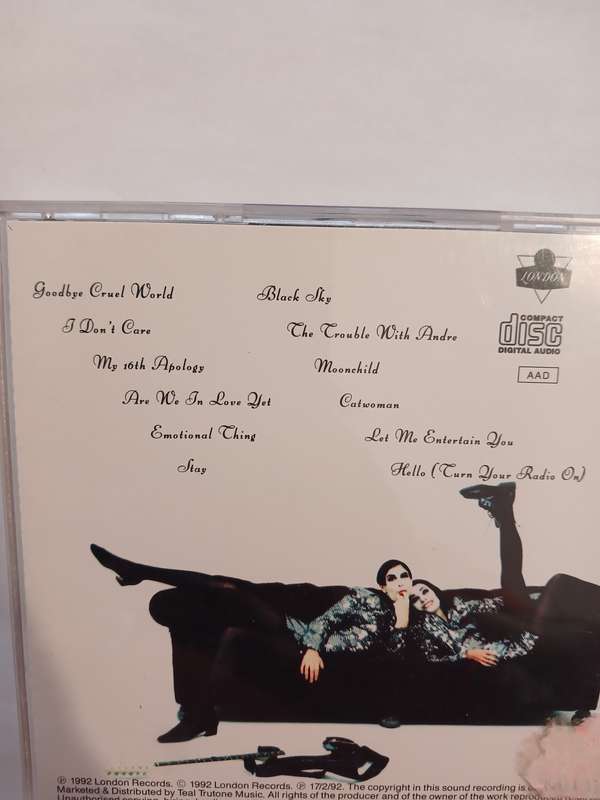 Goodbye Cruel World
I Don't Care
My 16th Apology
Are We In Love Yet
Emotional Thing
Stay
Black Sky
The Trouble With Andre
Moonchild
Catwoman
Let Me Entertain You
Hello (Turn Your Radio On)
LONDON
COMPACT
disc
DIGITAL AUDIO
AAD
℗ 1992 London Records. © 1992 London Records. ℗ 17/2/92. The copyright in this sound recording is
Marketed & Distributed by Teal Trutone Music. All rights of the producer and of the owner of the work reproduced